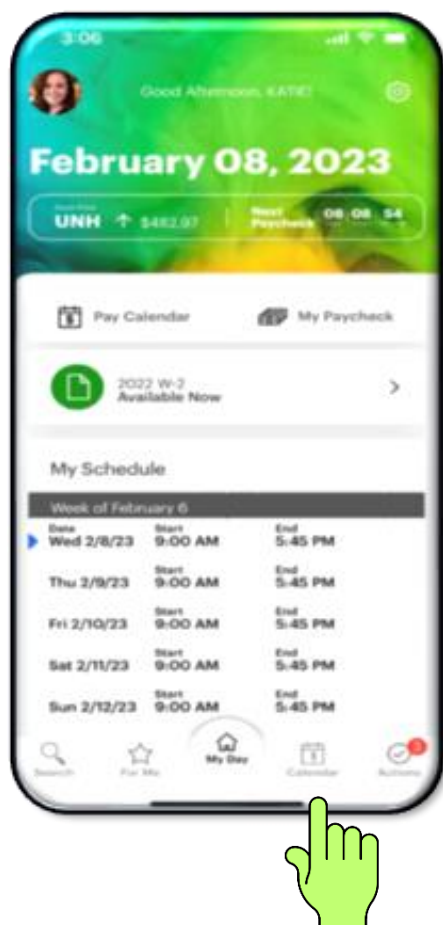 3:06
Good Afternoon, KATIE!
February 08, 2023
UNH ↑ $482.97 Next Paycheck 08 08 54
Pay Calendar My Paycheck
2022 W-2
Available Now
My Schedule
Week of February 6
Date Start End
Wed 2/8/23 9:00 AM 5:45 PM
Start End
Thu 2/9/23 9:00 AM 5:45 PM
Start End
Fri 2/10/23 9:00 AM 5:45 PM
Start End
Sat 2/11/23 9:00 AM 5:45 PM
Start End
Sun 2/12/23 9:00 AM 5:45 PM
Search For Me My Day Calendar Actions 3